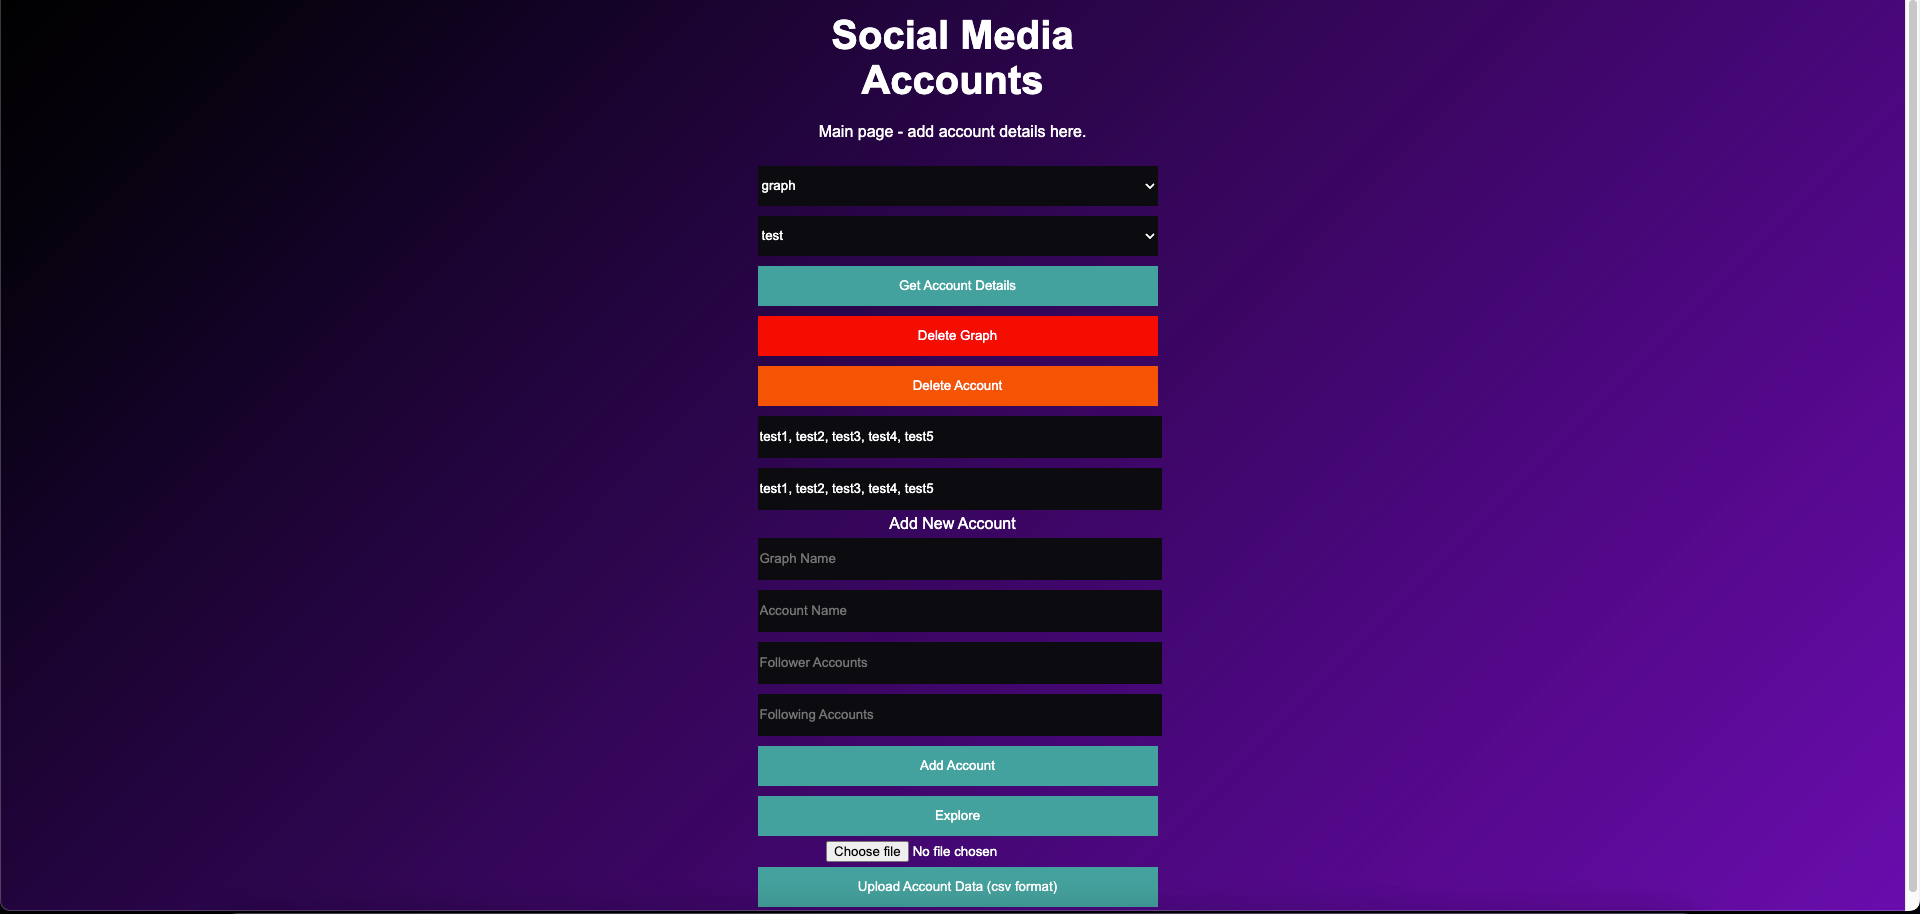 Social Media
Accounts
Main page - add account details here.
graph
test
Get Account Details
Delete Graph
Delete Account
test1, test2, test3, test4, test5
test1, test2, test3, test4, test5
Add New Account
Graph Name
Account Name
Follower Accounts
Following Accounts
Add Account
Explore
Choose file No file chosen
Upload Account Data (csv format)